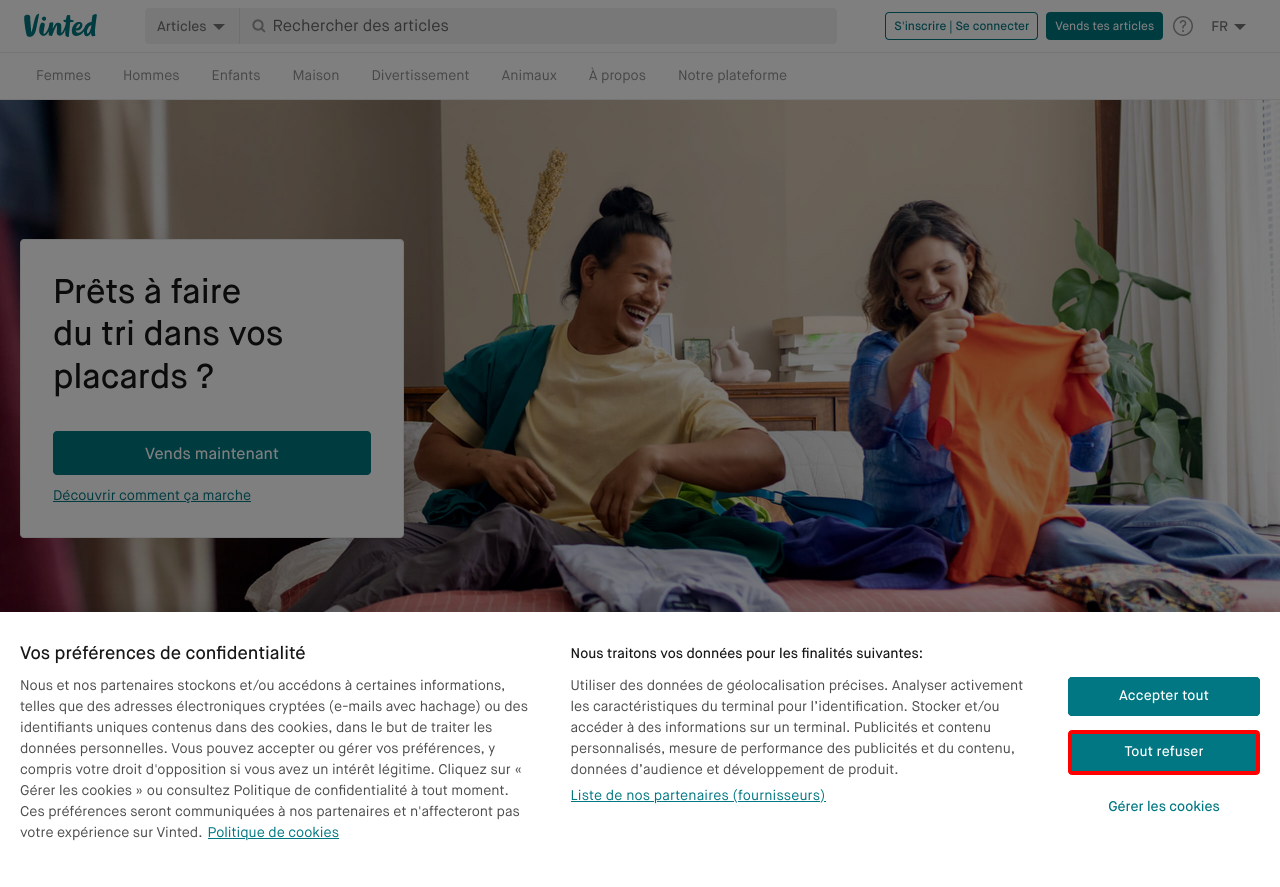 Vinted
Articles
Rechercher des articles
S'inscrire | Se connecter
Vends tes articles
?
FR
Femmes
Hommes
Enfants
Maison
Divertissement
Animaux
À propos
Notre plateforme
Prêts à faire
du tri dans vos
placards ?
Vends maintenant
Découvrir comment ça marche
Vos préférences de confidentialité
Nous et nos partenaires stockons et/ou accédons à certaines informations,
telles que des adresses électroniques cryptées (e-mails avec hachage) ou des
identifiants uniques contenus dans des cookies, dans le but de traiter les
données personnelles. Vous pouvez accepter ou gérer vos préférences, y
compris votre droit d'opposition si vous avez un intérêt légitime. Cliquez sur «
Gérer les cookies » ou consultez Politique de confidentialité à tout moment.
Ces préférences seront communiquées à nos partenaires et n'affecteront pas
votre expérience sur Vinted. Politique de cookies
Nous traitons vos données pour les finalités suivantes:
Utiliser des données de géolocalisation précises. Analyser activement
les caractéristiques du terminal pour l’identification. Stocker et/ou
accéder à des informations sur un terminal. Publicités et contenu
personnalisés, mesure de performance des publicités et du contenu,
données d’audience et développement de produit.
Liste de nos partenaires (fournisseurs)
Accepter tout
Tout refuser
Gérer les cookies